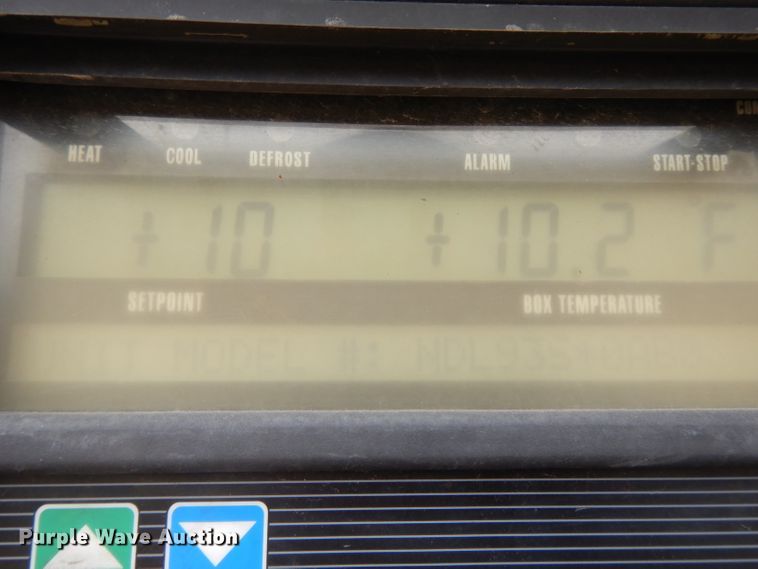 HEAT COOL DEFROST ALARM START-STOP
+ 10 + 10.2 F
SETPOINT BOX TEMPERATURE
MODEL #:
Purple Wave Auction